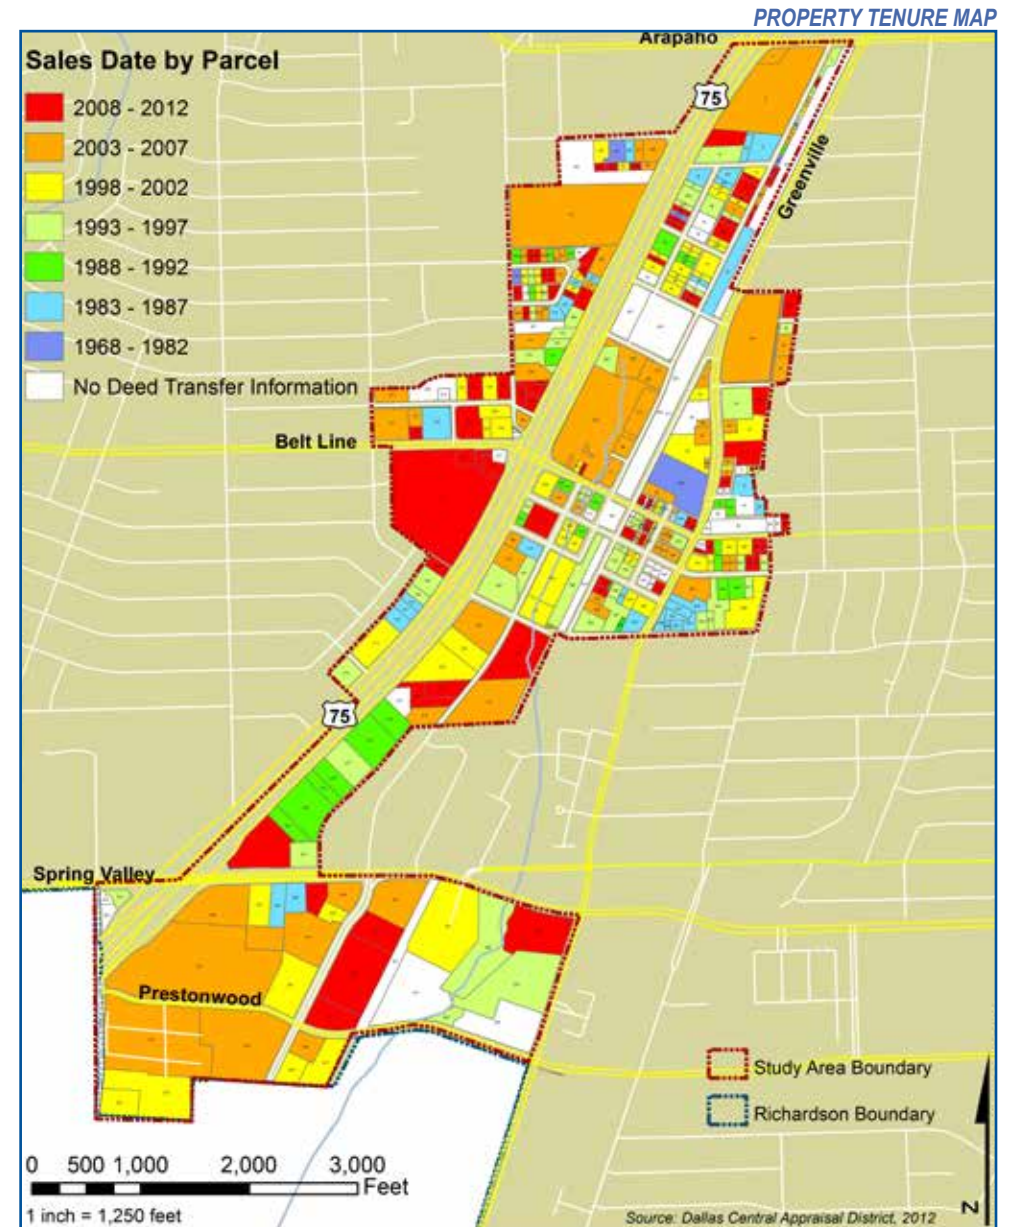 PROPERTY TENURE MAP
Arapaho
Sales Date by Parcel
75
2008 - 2012
2003 - 2007
1998 - 2002
Greenville
1993 - 1997
1988 - 1992
1983 - 1987
1968 - 1982
No Deed Transfer Information
Belt Line
75
Spring Valley
Prestonwood
Study Area Boundary
Richardson Boundary
0 500 1,000 2,000 3,000
Feet
1 inch = 1,250 feet
N
Source: Dallas Central Appraisal District, 2012